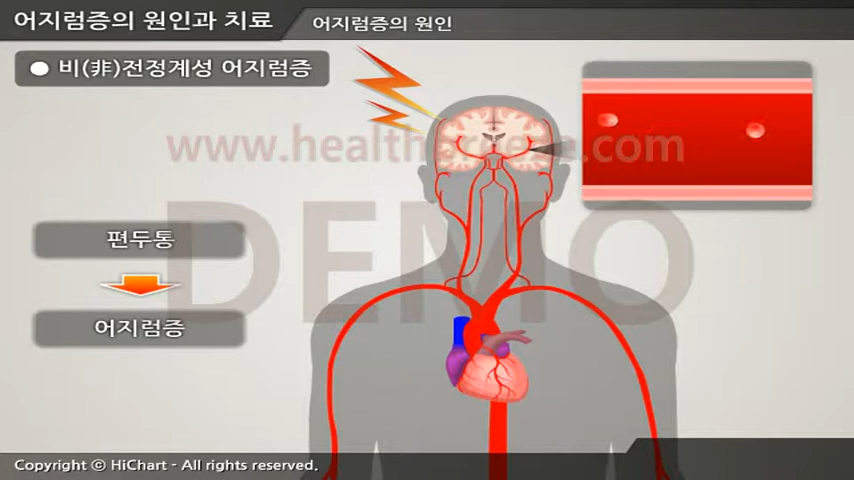 어지럼증의 원인과 치료
어지럼증의 원인
● 비(非)전정계성 어지럼증
www.healthbreeze.com
DEMO
편두통
어지럼증
Copyright ⓒ HiChart - All rights reserved.